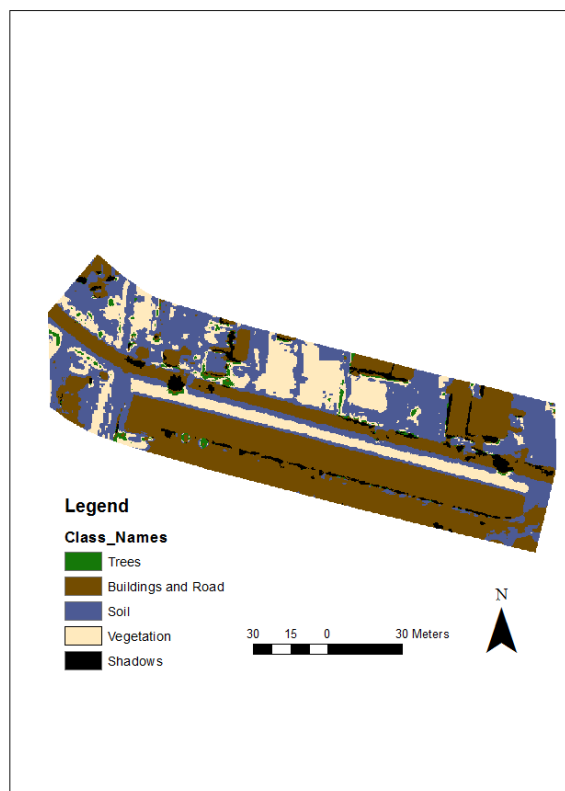 Legend
Class_Names
Trees
Buildings and Road
Soil
Vegetation
Shadows
30 15 0 30 Meters
N